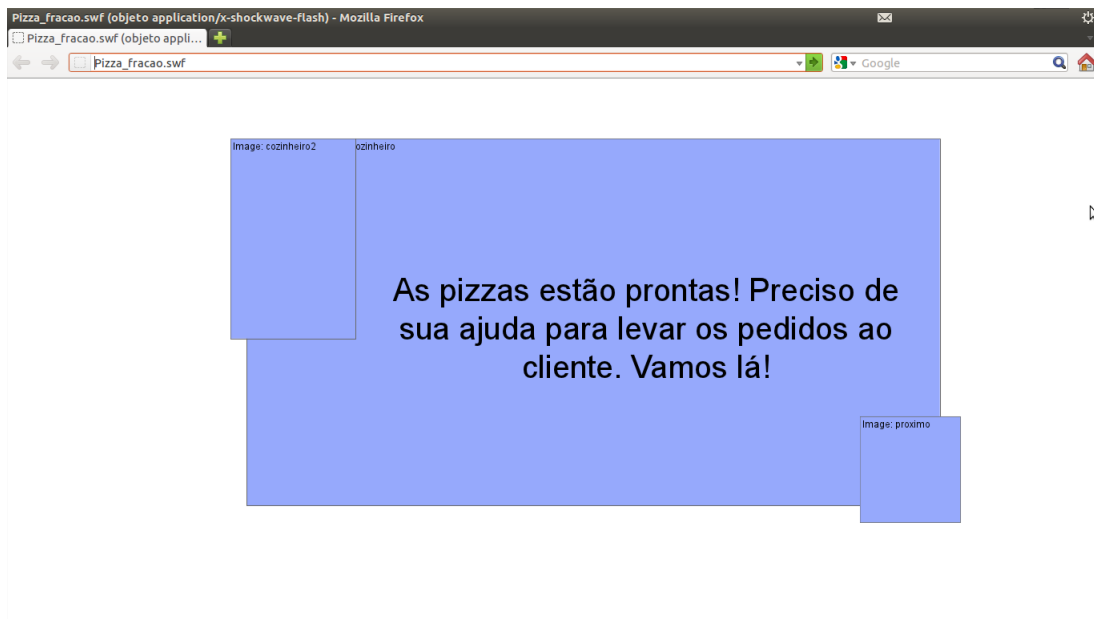 Pizza_fracao.swf (objeto application/x-shockwave-flash) - Mozilla Firefox
Pizza_fracao.swf (objeto appli...
Pizza_fracao.swf
Google
Image: cozinheiro2
ozinheiro
As pizzas estão prontas! Preciso de
sua ajuda para levar os pedidos ao
cliente. Vamos lá!
Image: proximo